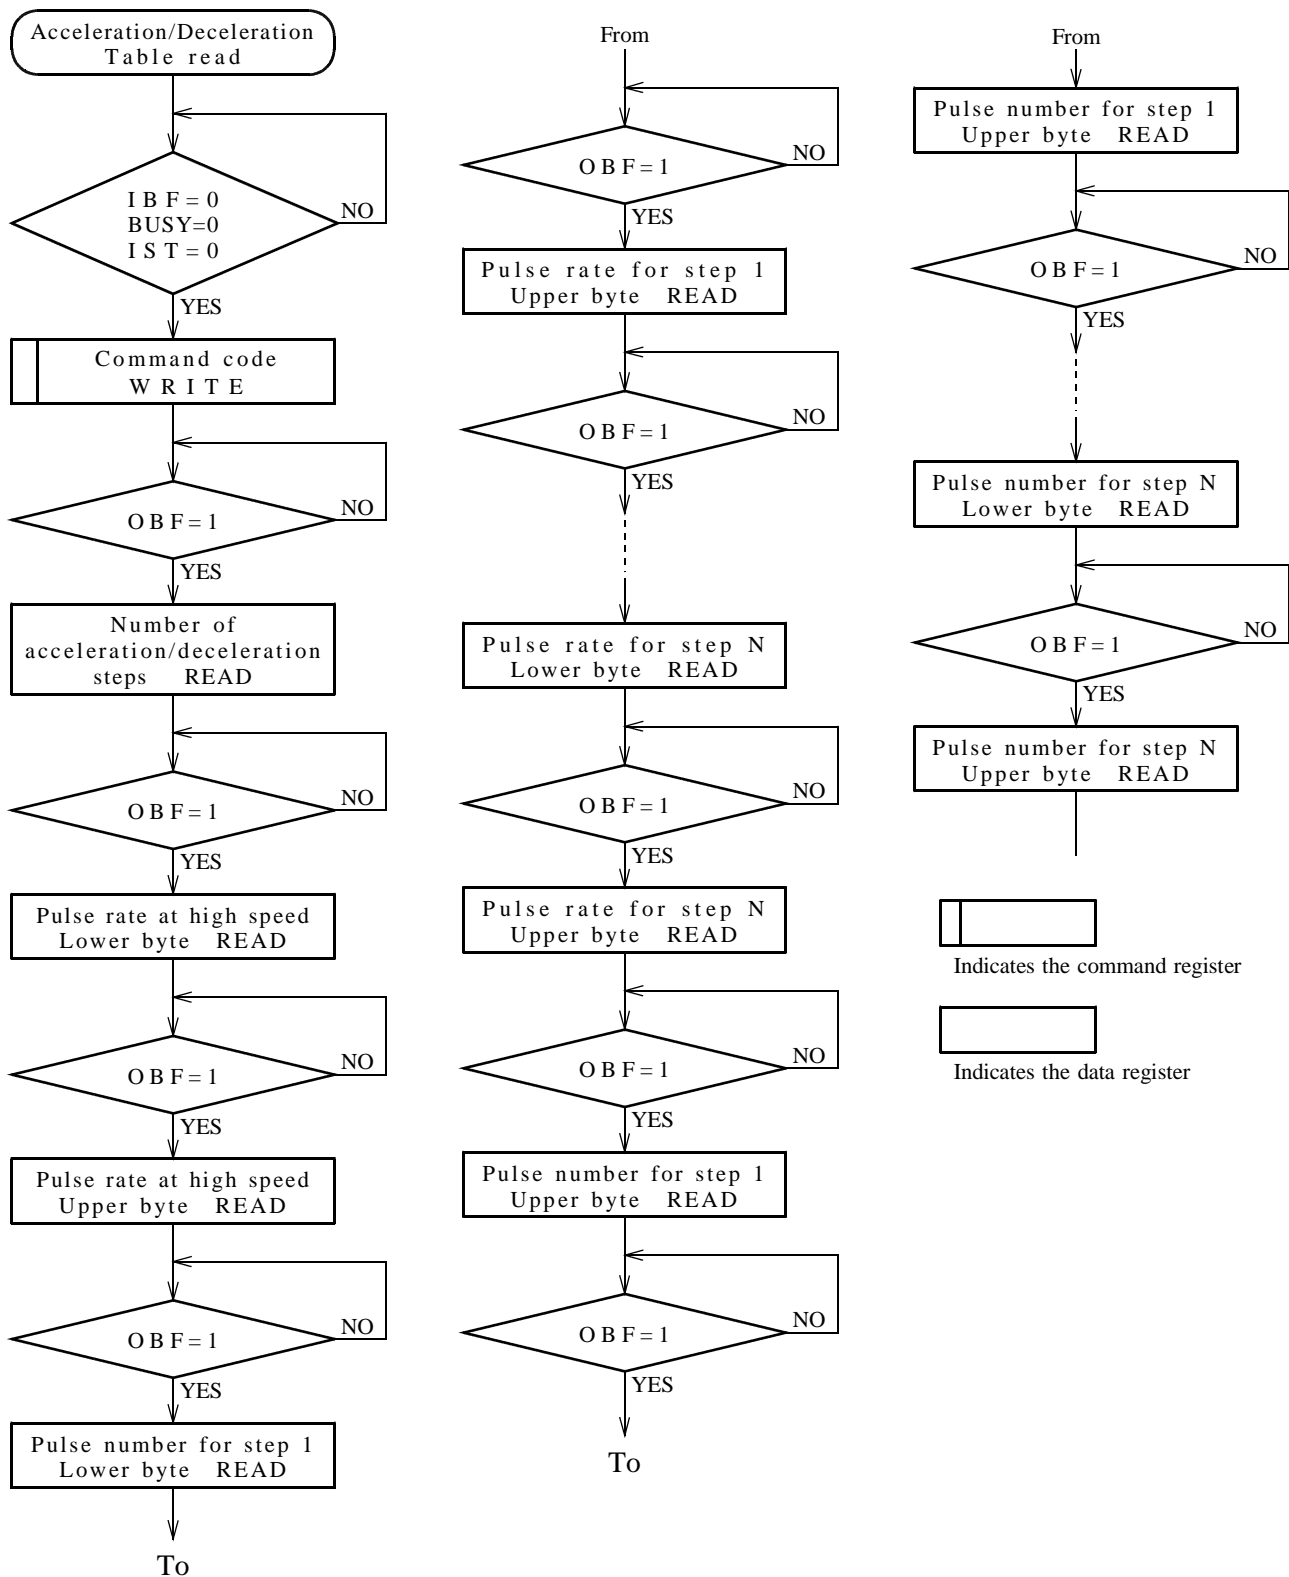 Acceleration/Deceleration
Table read
IBF=0
BUSY=0
IST=0
NO
YES
Command code
WRITE
OBF=1
NO
YES
Number of
acceleration/deceleration
steps READ
OBF=1
NO
YES
Pulse rate at high speed
Lower byte READ
OBF=1
NO
YES
Pulse rate at high speed
Upper byte READ
OBF=1
NO
YES
Pulse number for step 1
Lower byte READ
To
From
OBF=1
NO
YES
Pulse rate for step 1
Upper byte READ
OBF=1
NO
YES
Pulse rate for step N
Lower byte READ
OBF=1
NO
YES
Pulse rate for step N
Upper byte READ
OBF=1
NO
YES
Pulse number for step 1
Upper byte READ
OBF=1
NO
YES
To
From
Pulse number for step 1
Upper byte READ
OBF=1
NO
YES
Pulse number for step N
Lower byte READ
OBF=1
NO
YES
Pulse number for step N
Upper byte READ
Indicates the command register
Indicates the data register